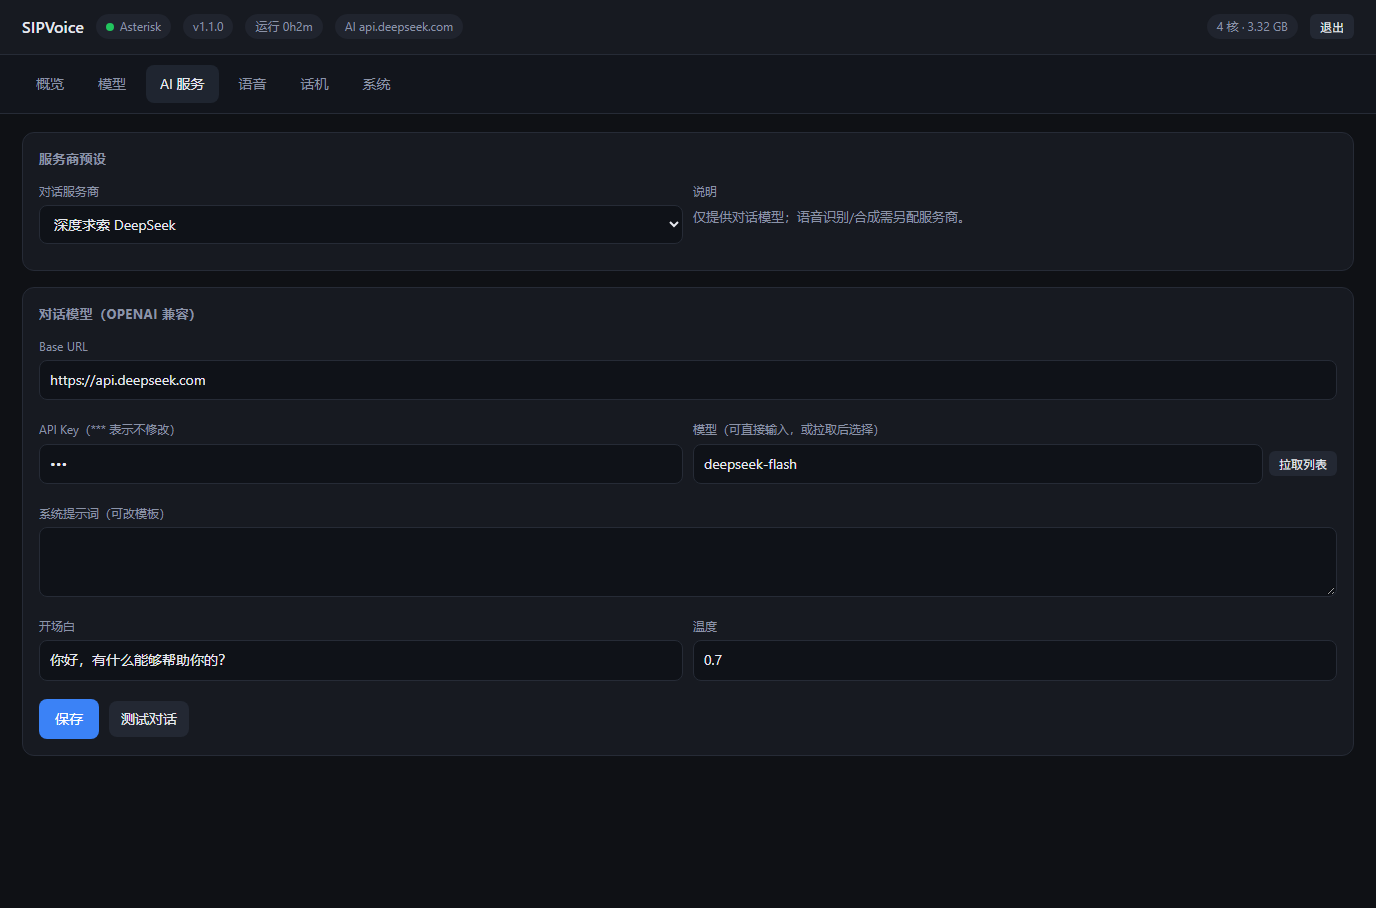 SIPVoice Asterisk v1.1.0 运行 0h2m AI api.deepseek.com 4 核 · 3.32 GB 退出
概览 模型 AI 服务 语音 话机 系统
服务商预设
对话服务商 说明
深度求索 DeepSeek 仅提供对话模型；语音识别/合成需另配服务商。
对话模型（OPENAI 兼容）
Base URL
https://api.deepseek.com
API Key（*** 表示不修改） 模型（可直接输入，或拉取后选择）
••• deepseek-flash 拉取列表
系统提示词（可改模板）
开场白 温度
你好，有什么能够帮助你的？ 0.7
保存 测试对话